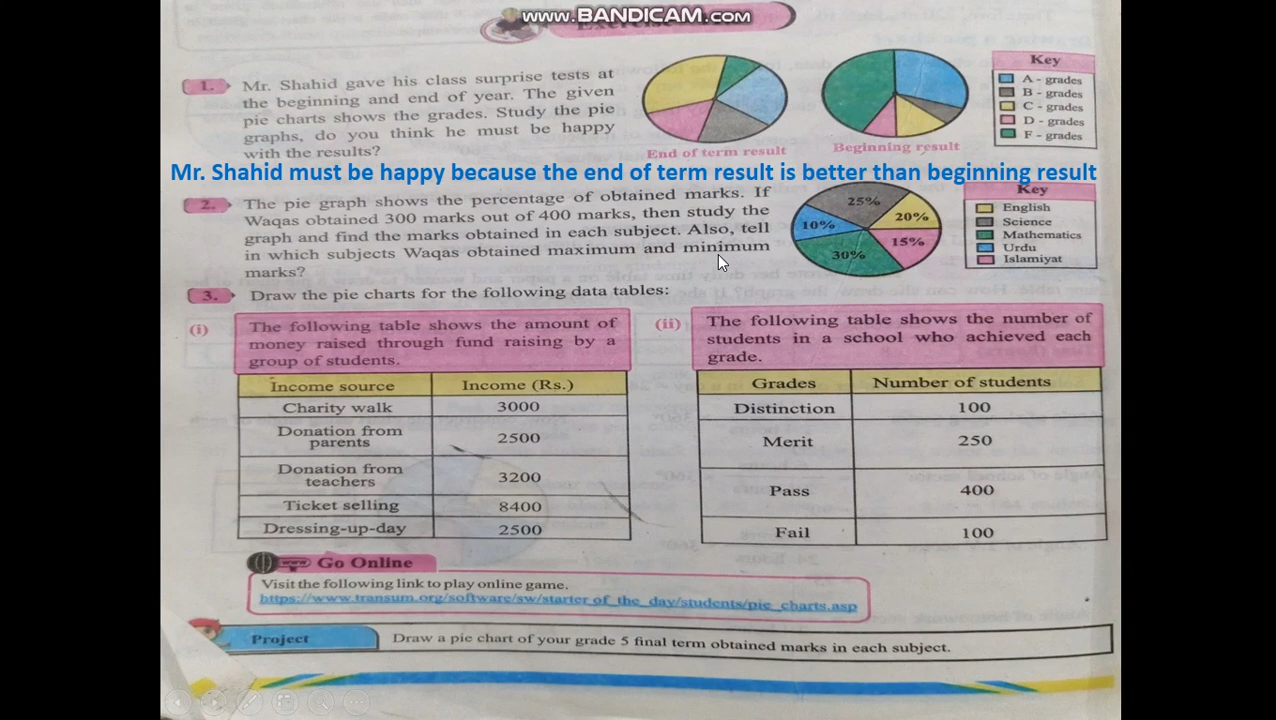 www.BANDICAM.com
1. Mr. Shahid gave his class surprise tests at
the beginning and end of year. The given
pie charts shows the grades. Study the pie
graphs, do you think he must be happy
with the results?
End of term result
Beginning result
Key
A - grades
B - grades
C - grades
D - grades
F - grades
Mr. Shahid must be happy because the end of term result is better than beginning result
2. The pie graph shows the percentage of obtained marks. If
Waqas obtained 300 marks out of 400 marks, then study the
graph and find the marks obtained in each subject. Also, tell
in which subjects Waqas obtained maximum and minimum
marks?
25%
20%
10%
15%
30%
Key
English
Science
Mathematics
Urdu
Islamiyat
3. Draw the pie charts for the following data tables:
(i) The following table shows the amount of
money raised through fund raising by a
group of students.
Income source Income (Rs.)
Charity walk 3000
Donation from
parents 2500
Donation from
teachers 3200
Ticket selling 8400
Dressing-up-day 2500
(ii) The following table shows the number of
students in a school who achieved each
grade.
Grades Number of students
Distinction 100
Merit 250
Pass 400
Fail 100
www Go Online
Visit the following link to play online game.
https://www.transum.org/software/sw/starter_of_the_day/students/pie_charts.asp
Project Draw a pie chart of your grade 5 final term obtained marks in each subject.